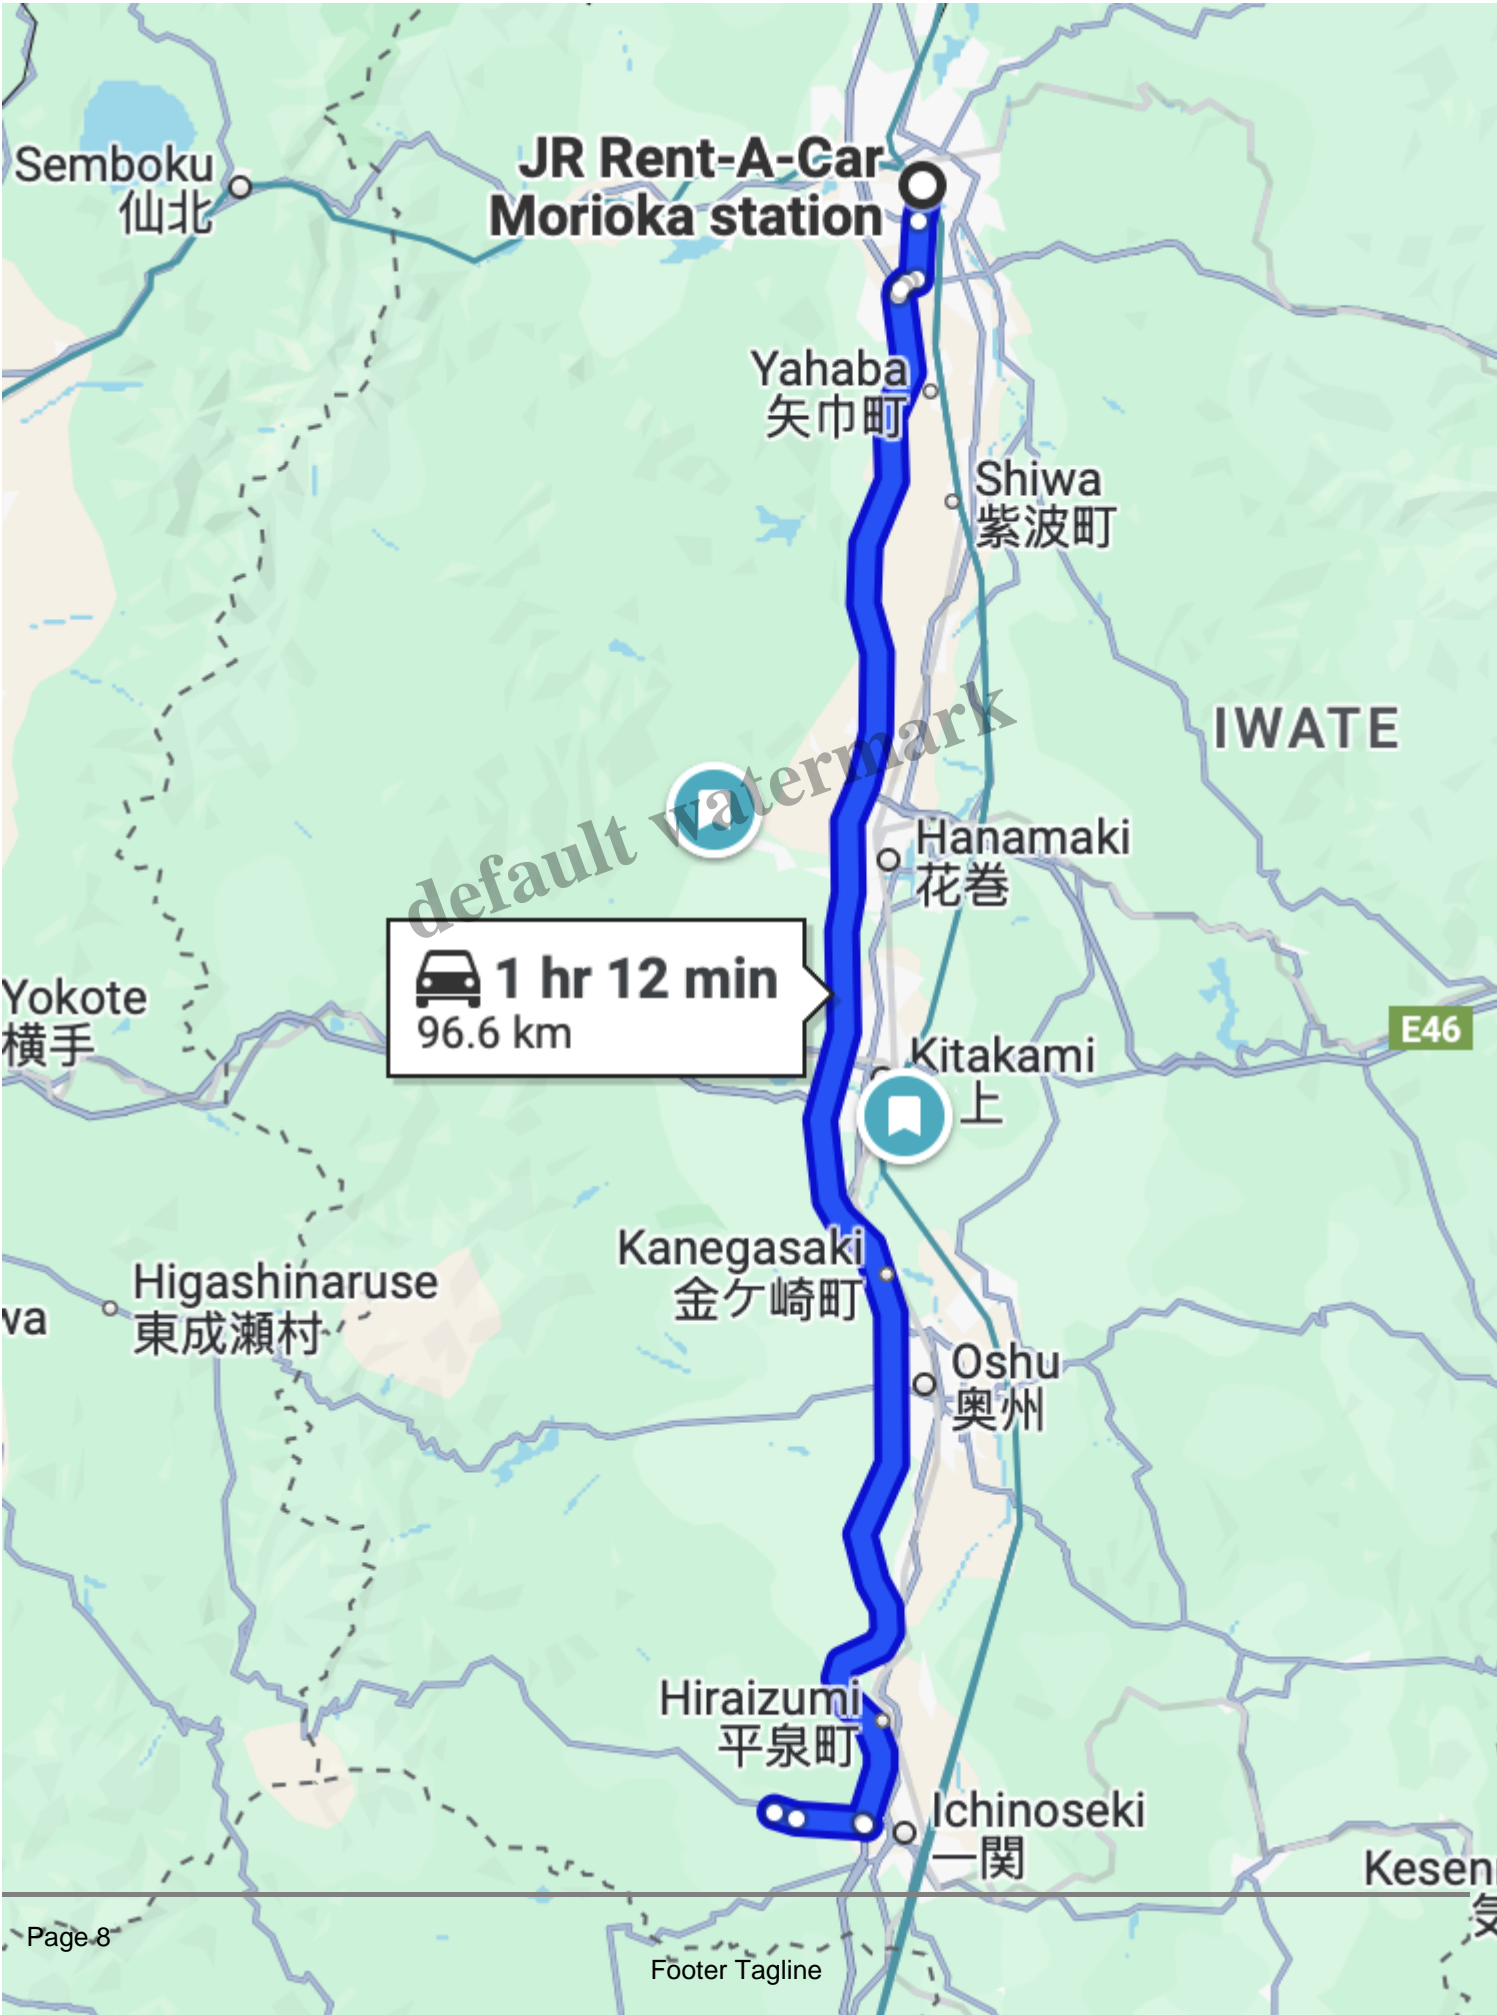 Semboku
仙北
JR Rent-A-Car
Morioka station
Yahaba
矢巾町
Shiwa
紫波町
IWATE
default watermark
Hanamaki
花巻
1 hr 12 min
96.6 km
Yokote
横手
E46
Kitakami
上
Kanegasaki
金ケ崎町
Higashinaruse
東成瀬村
wa
Oshu
奥州
Hiraizumi
平泉町
Ichinoseki
一関
Kesen
気
Page 8
Footer Tagline